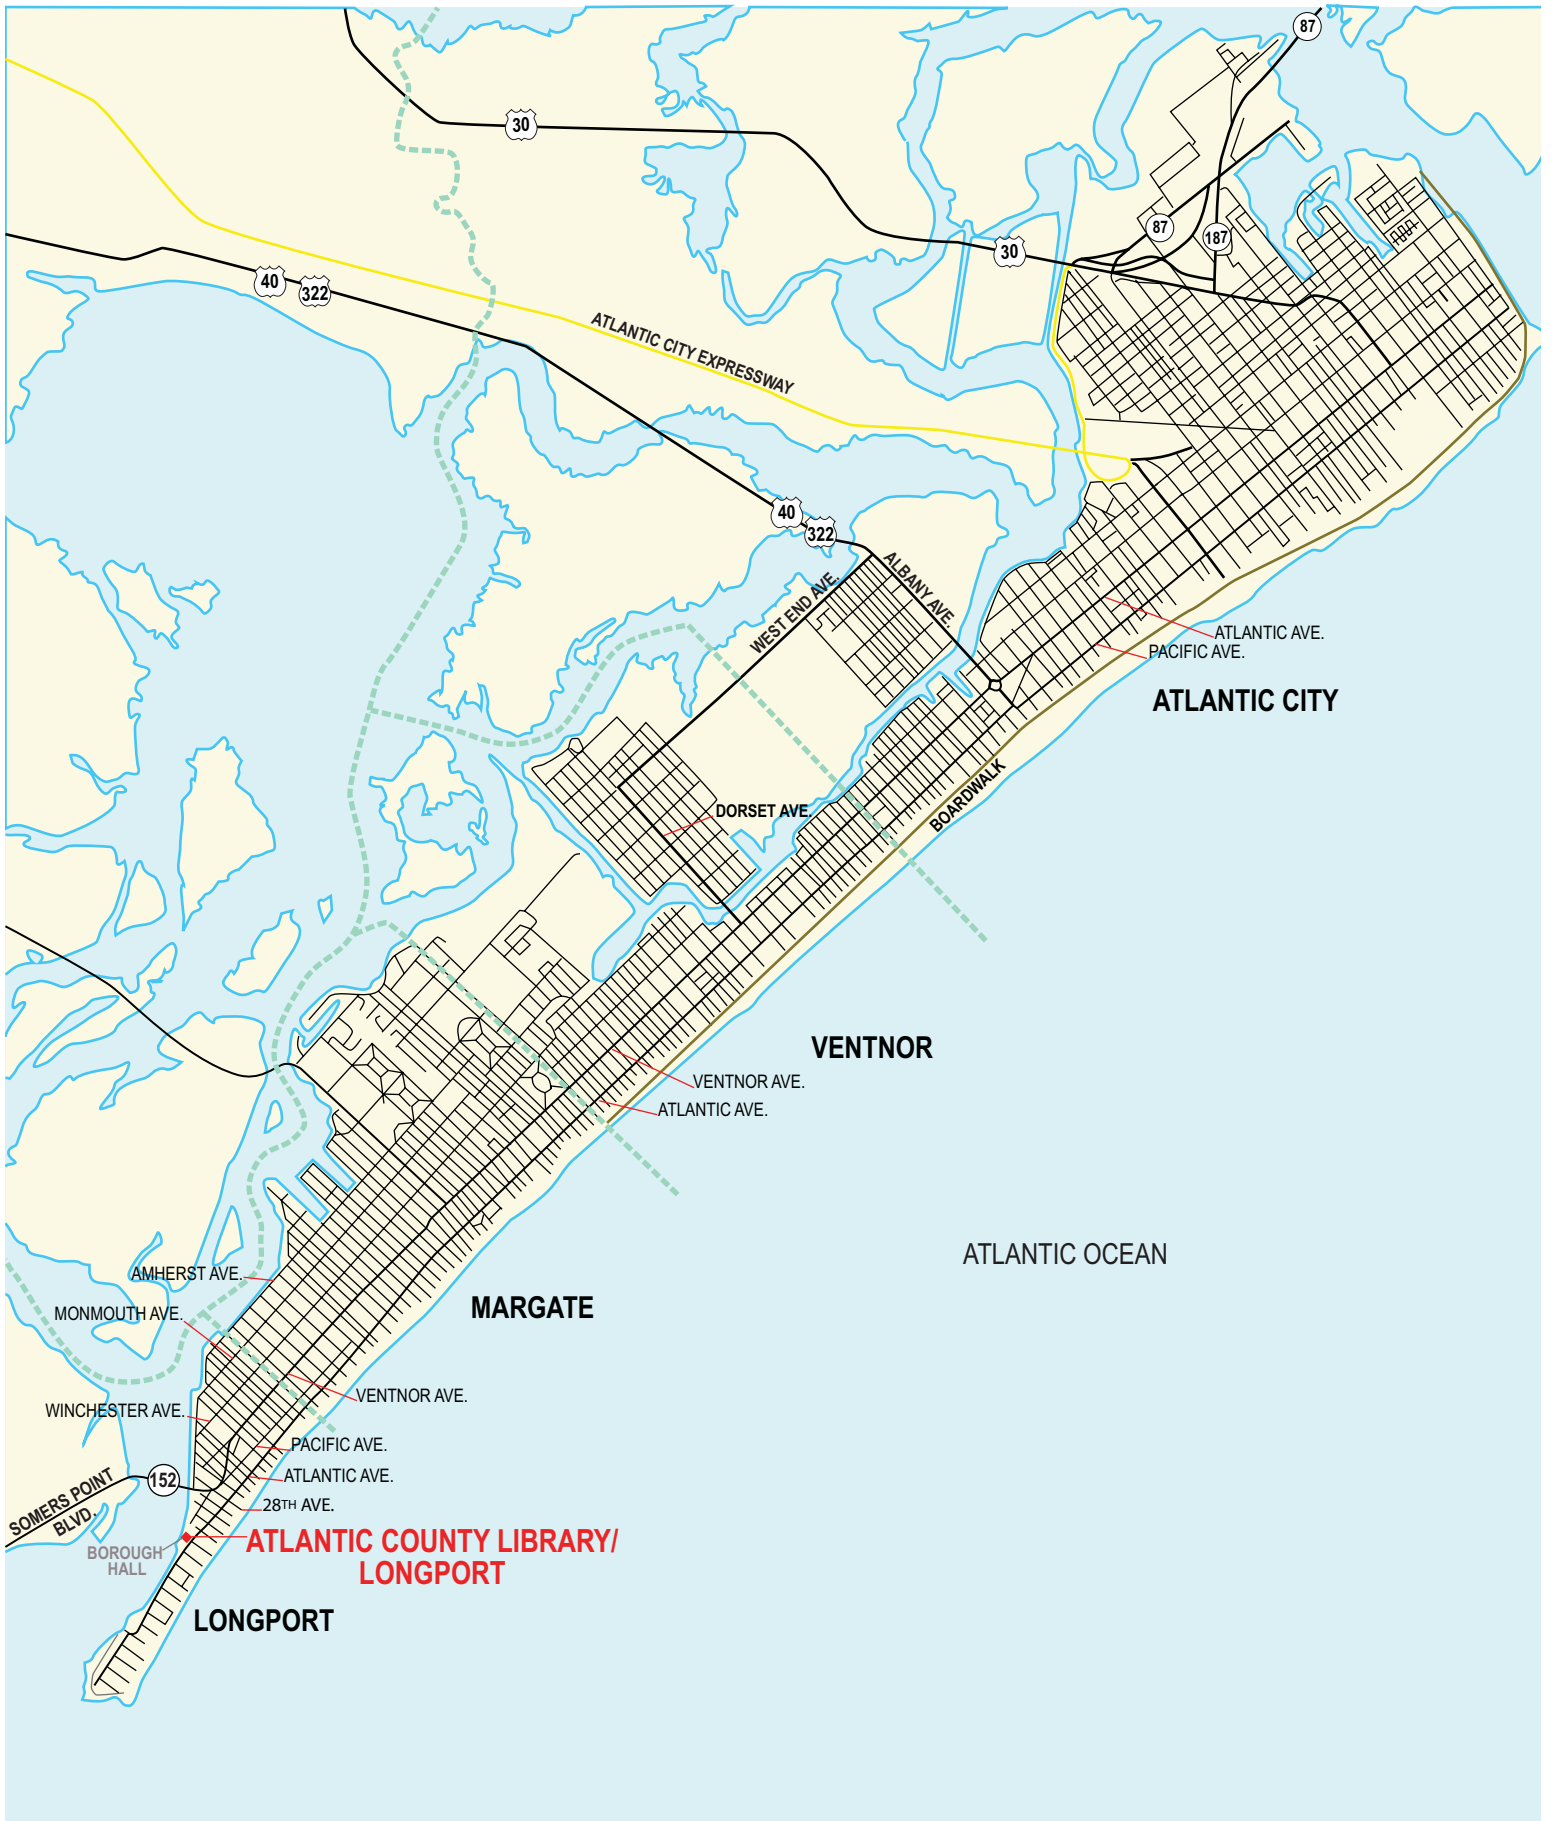 87
30
87
187
30
40
322
ATLANTIC CITY EXPRESSWAY
40
322
ALBANY AVE.
WEST END AVE.
ATLANTIC AVE.
PACIFIC AVE.
ATLANTIC CITY
BOARDWALK
DORSET AVE.
VENTNOR
VENTNOR AVE.
ATLANTIC AVE.
ATLANTIC OCEAN
AMHERST AVE.
MARGATE
MONMOUTH AVE.
VENTNOR AVE.
WINCHESTER AVE.
PACIFIC AVE.
ATLANTIC AVE.
152
SOMERS POINT
BLVD.
28TH AVE.
ATLANTIC COUNTY LIBRARY/
LONGPORT
BOROUGH
HALL
LONGPORT